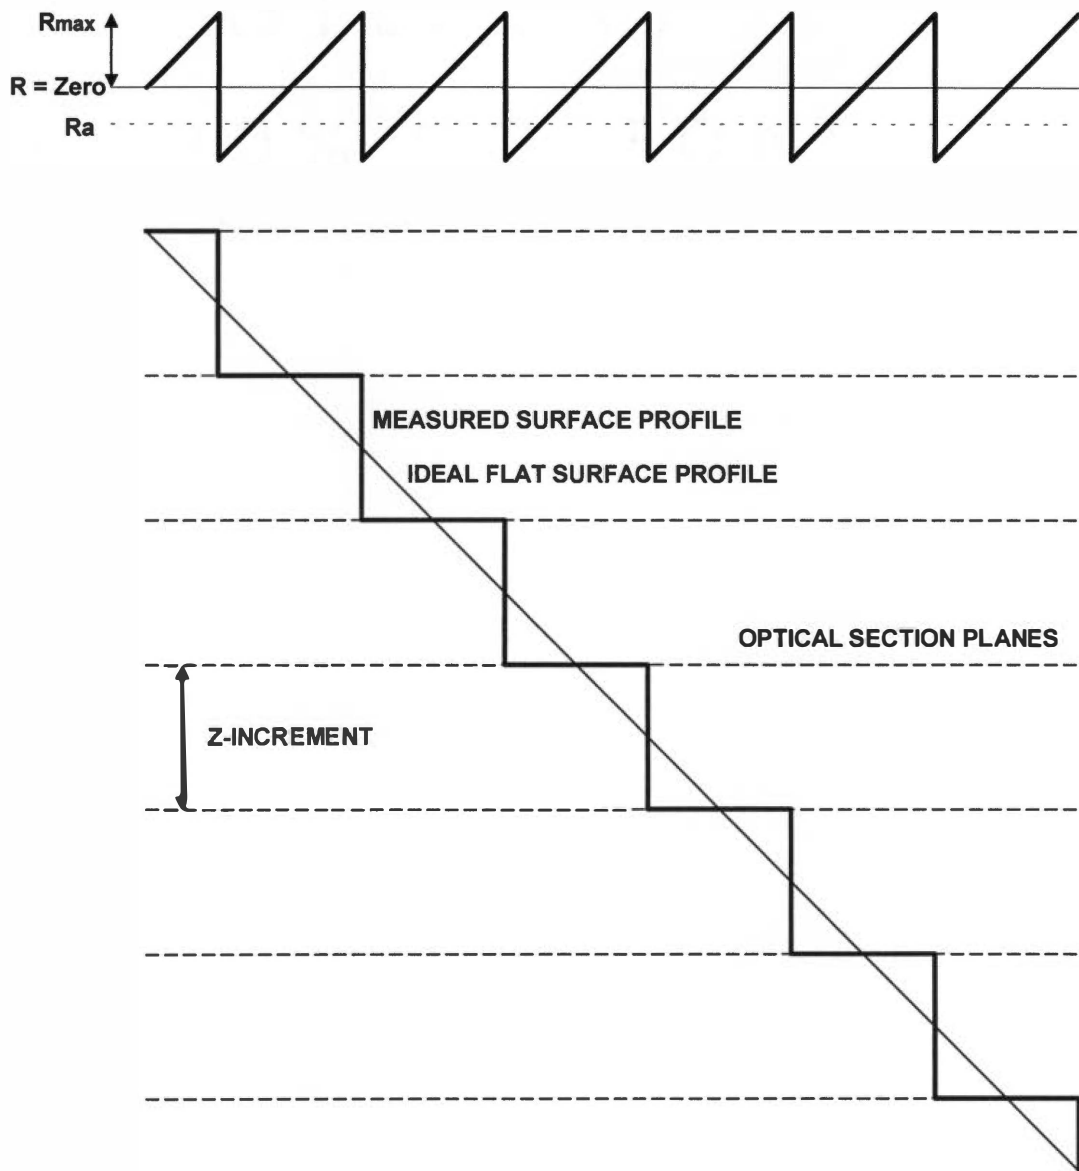 Rmax
R = Zero
Ra
MEASURED SURFACE PROFILE
IDEAL FLAT SURFACE PROFILE
OPTICAL SECTION PLANES
Z-INCREMENT